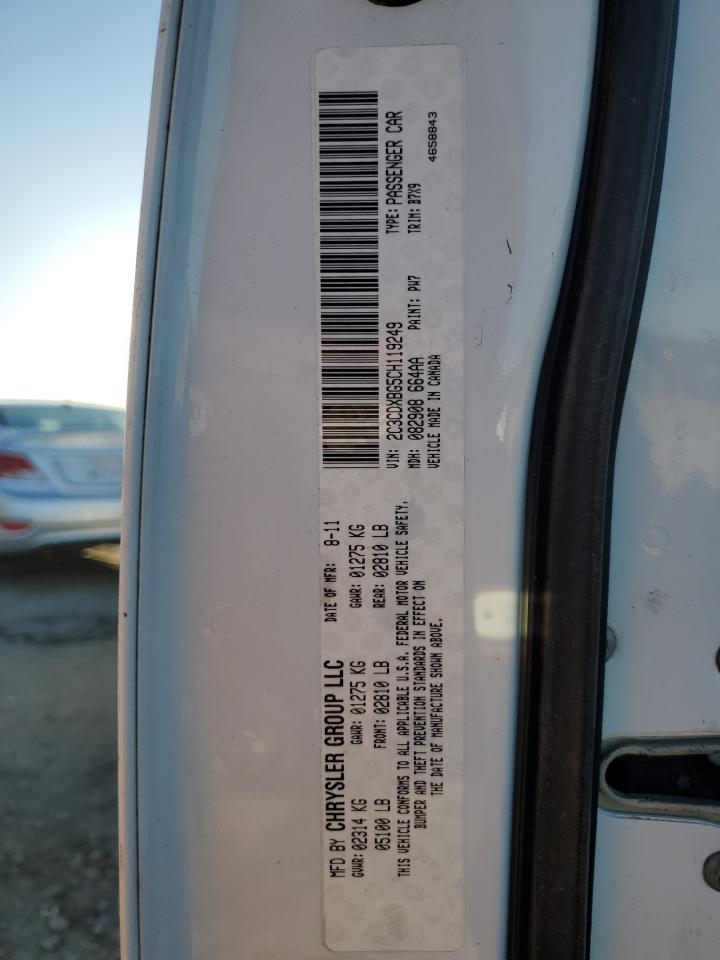 MFD BY CHRYSLER GROUP LLC DATE OF MFR: 8-11
GVWR: 02314 KG GAWR: 01275 KG GAWR: 01275 KG
05100 LB FRONT: 02810 LB REAR: 02810 LB
THIS VEHICLE CONFORMS TO ALL APPLICABLE U.S.A. FEDERAL MOTOR VEHICLE SAFETY,
BUMPER AND THEFT PREVENTION STANDARDS IN EFFECT ON
THE DATE OF MANUFACTURE SHOWN ABOVE.
VIN: 2C3CDXBG5CH119249 TYPE: PASSENGER CAR
MDH: 082908 664AA PAINT: PW7 TRIM: B7X9
VEHICLE MADE IN CANADA 4658843